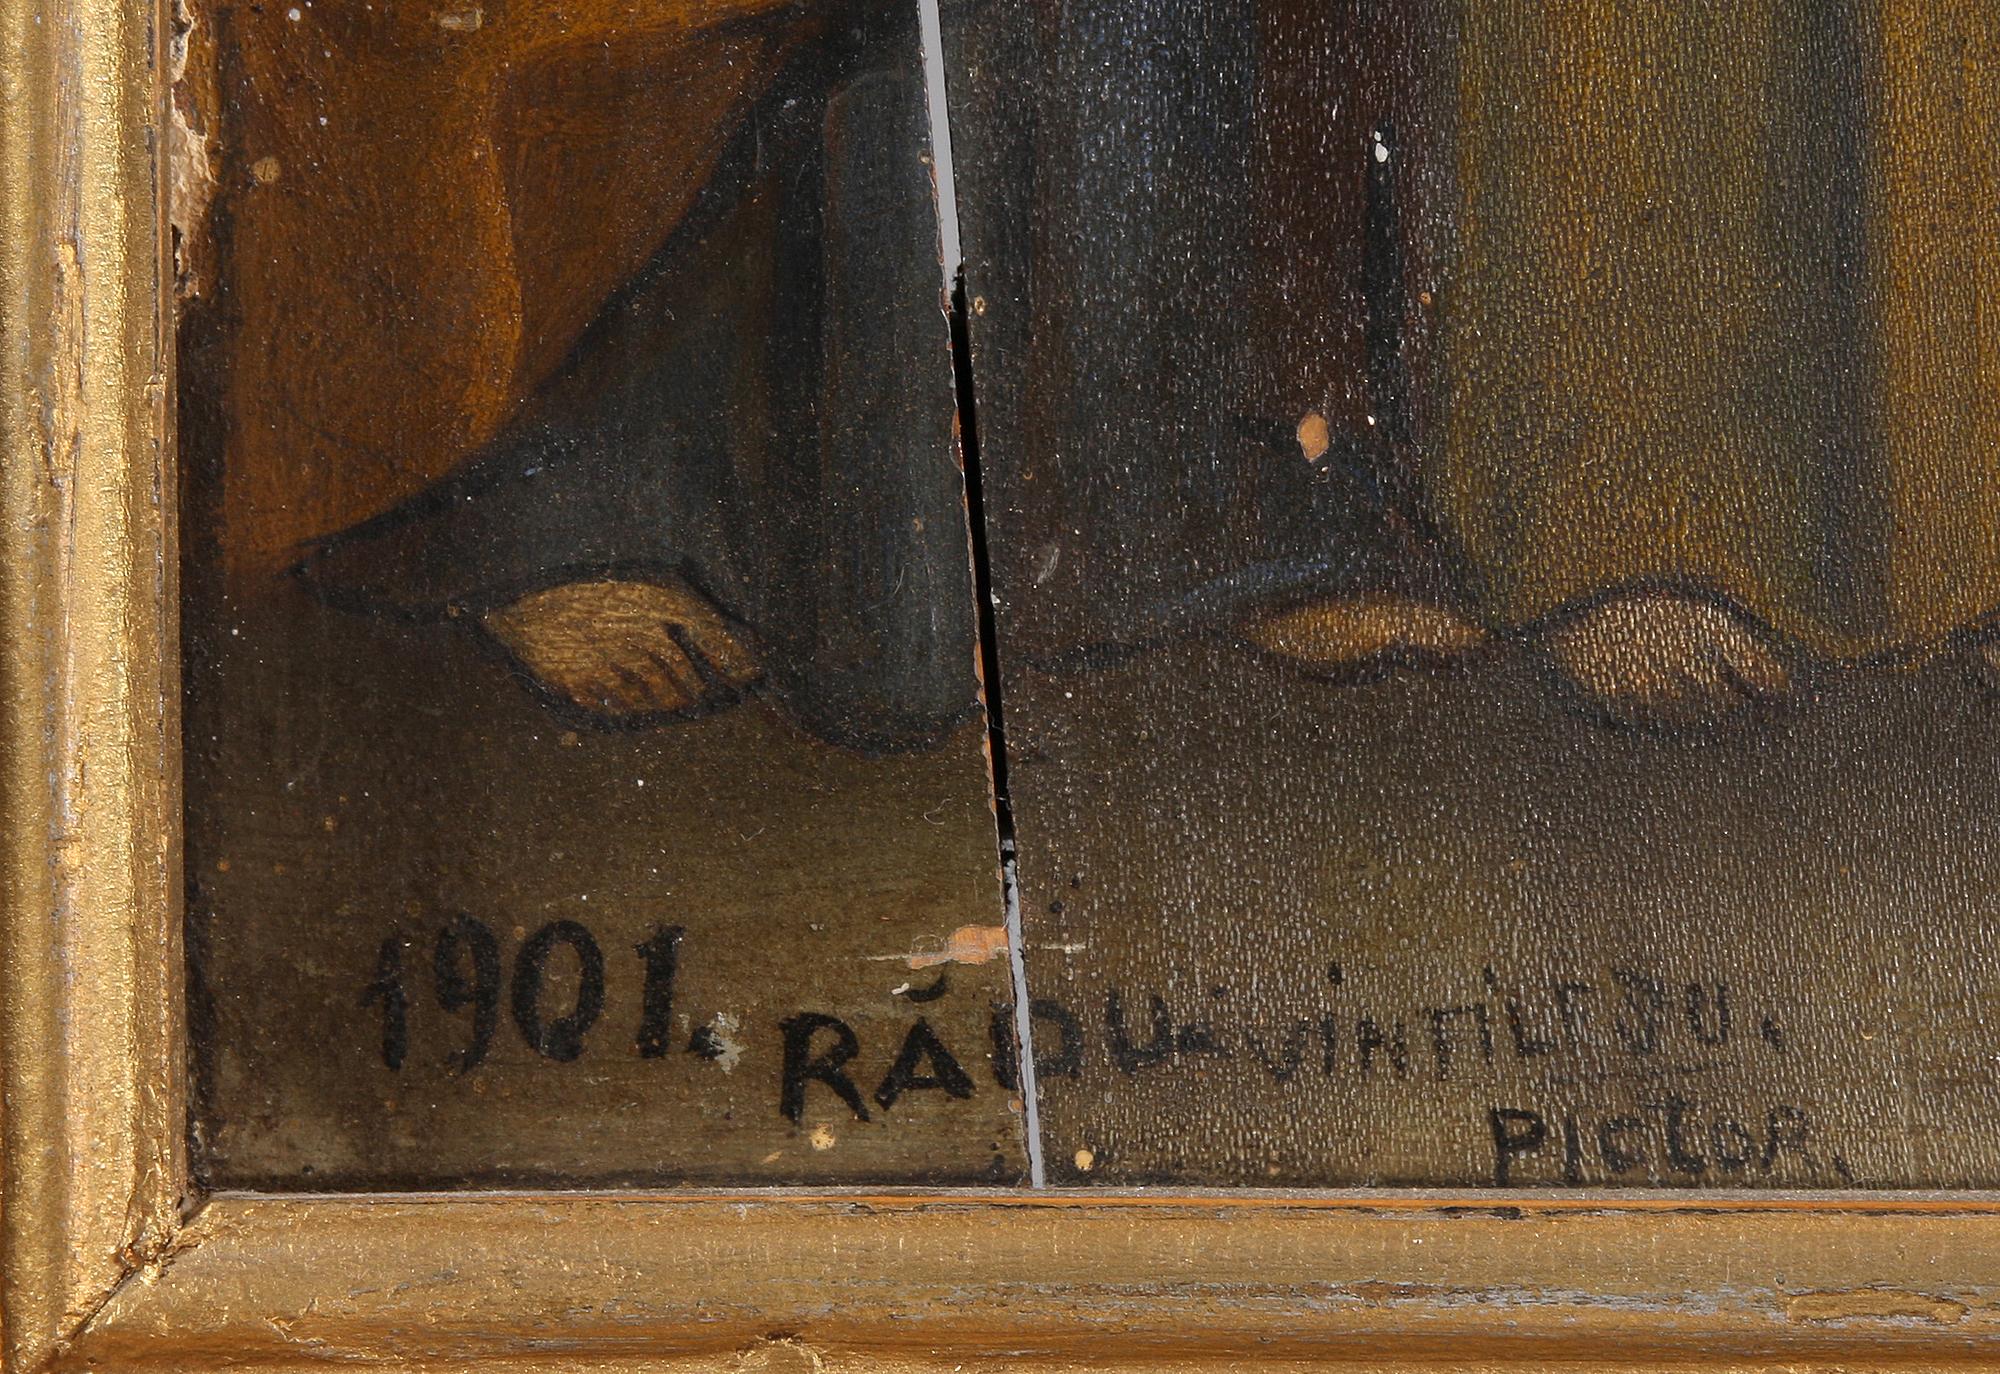 1901. RĂDU. VINTILESCU.
PICTOR.